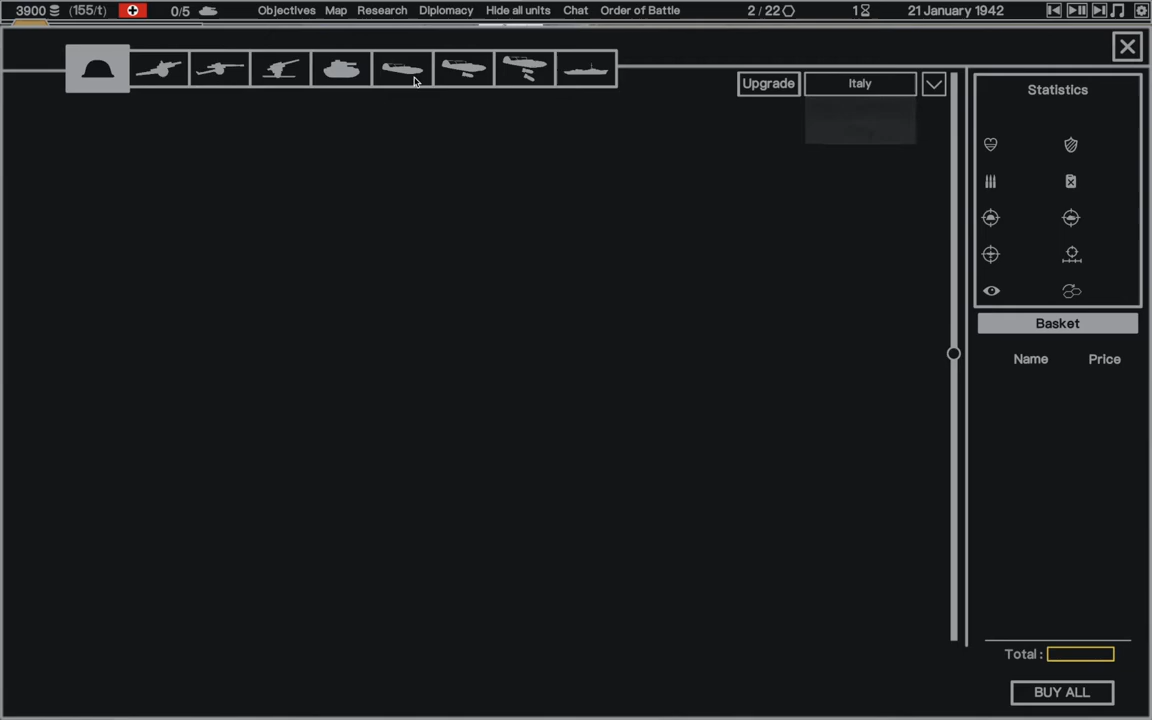 3900 (155/t) 0/5 Objectives Map Research Diplomacy Hide all units Chat Order of Battle 2 / 22 1 21 January 1942
Upgrade Italy
Statistics
Basket
Name Price
Total :
BUY ALL